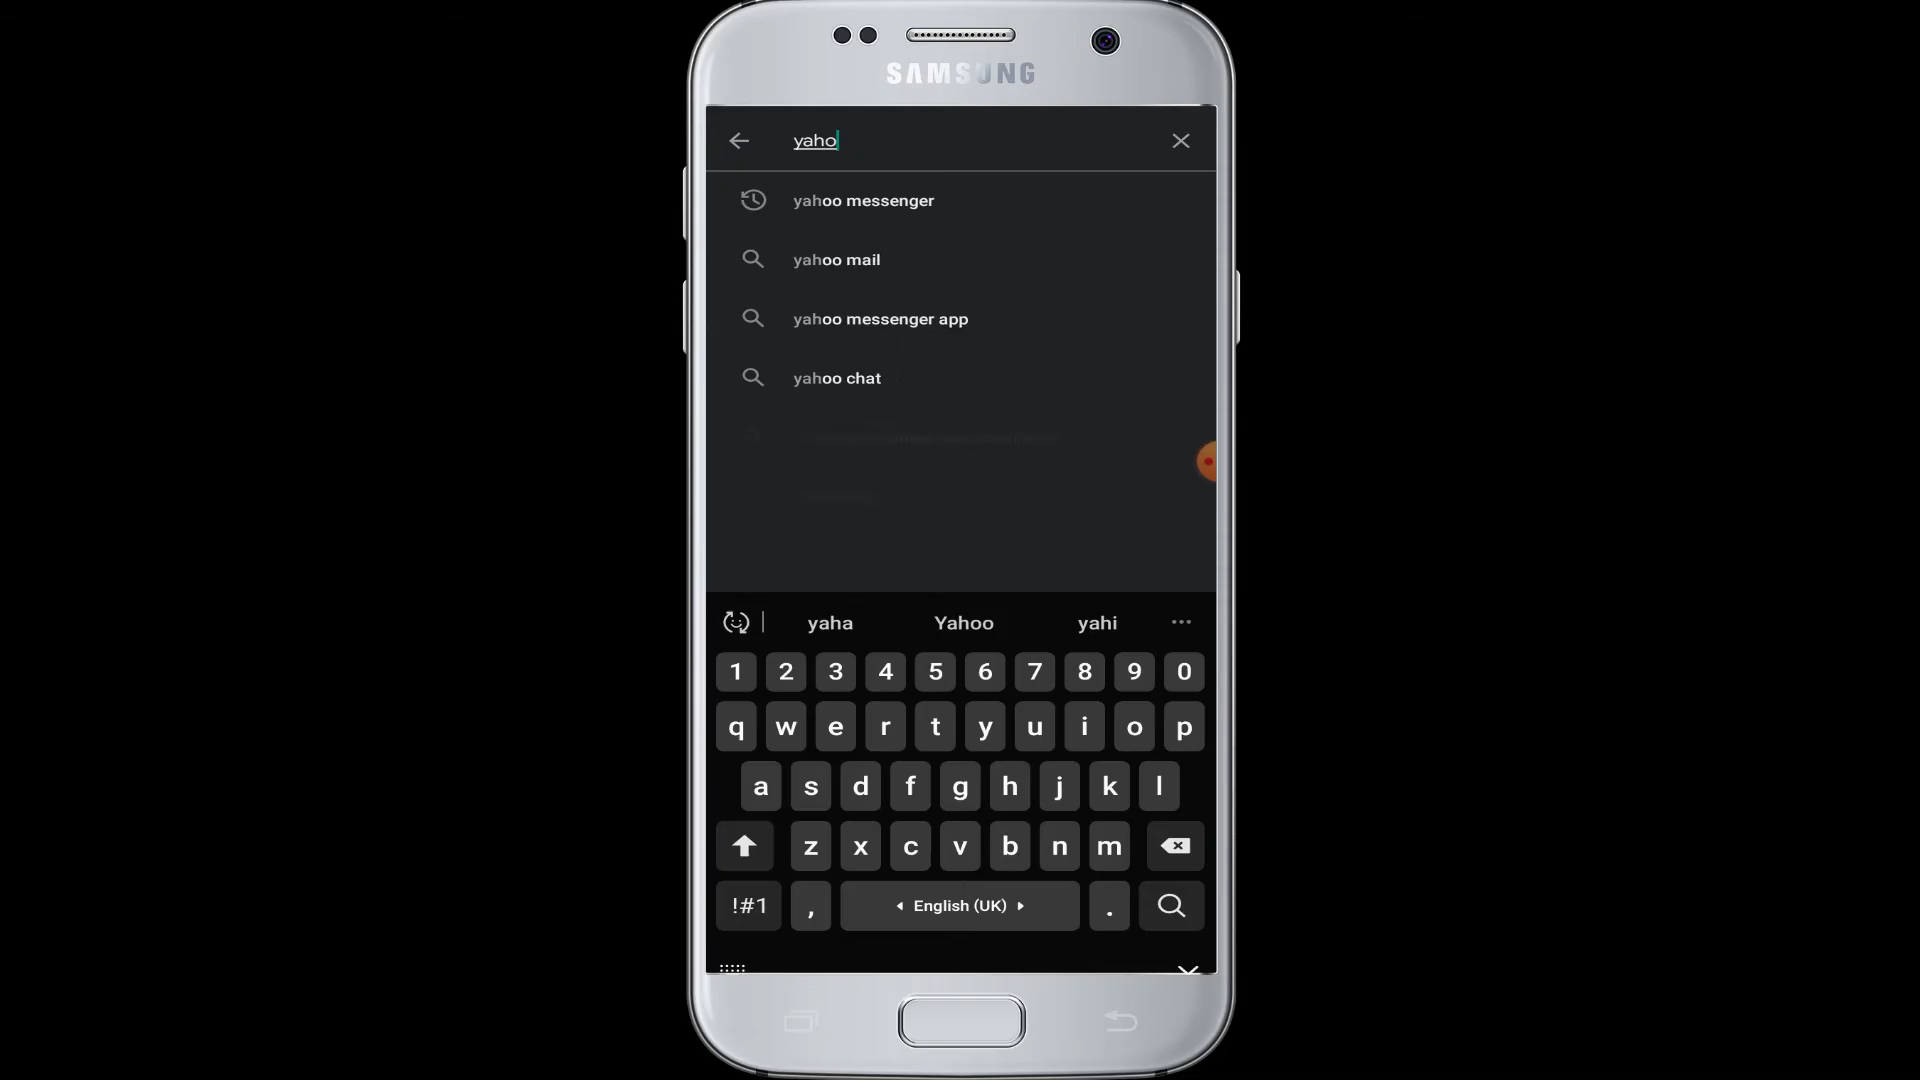 SAMSUNG
yaho
yahoo messenger
yahoo mail
yahoo messenger app
yahoo chat
yaha Yahoo yahi
1 2 3 4 5 6 7 8 9 0
q w e r t y u i o p
a s d f g h j k l
z x c v b n m
!#1 , English (UK) .